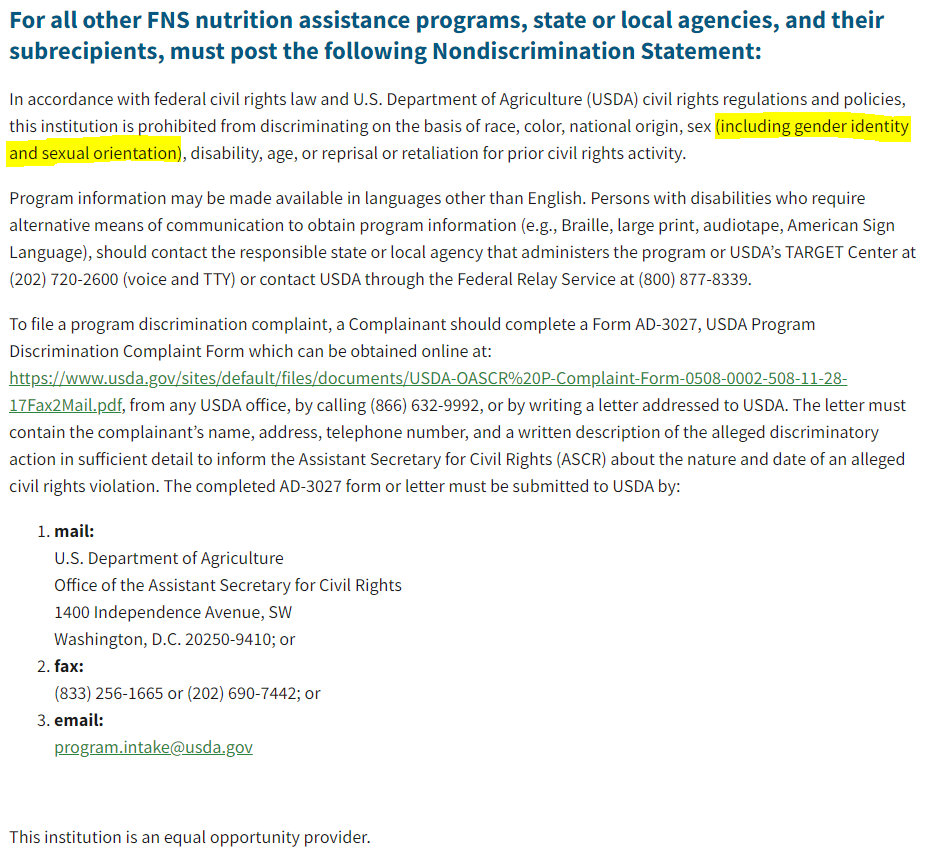 For all other FNS nutrition assistance programs, state or local agencies, and their
subrecipients, must post the following Nondiscrimination Statement:
In accordance with federal civil rights law and U.S. Department of Agriculture (USDA) civil rights regulations and policies,
this institution is prohibited from discriminating on the basis of race, color, national origin, sex (including gender identity
and sexual orientation), disability, age, or reprisal or retaliation for prior civil rights activity.
Program information may be made available in languages other than English. Persons with disabilities who require
alternative means of communication to obtain program information (e.g., Braille, large print, audiotape, American Sign
Language), should contact the responsible state or local agency that administers the program or USDA’s TARGET Center at
(202) 720-2600 (voice and TTY) or contact USDA through the Federal Relay Service at (800) 877-8339.
To file a program discrimination complaint, a Complainant should complete a Form AD-3027, USDA Program
Discrimination Complaint Form which can be obtained online at:
https://www.usda.gov/sites/default/files/documents/USDA-OASCR%20P-Complaint-Form-0508-0002-508-11-28-
17Fax2Mail.pdf, from any USDA office, by calling (866) 632-9992, or by writing a letter addressed to USDA. The letter must
contain the complainant’s name, address, telephone number, and a written description of the alleged discriminatory
action in sufficient detail to inform the Assistant Secretary for Civil Rights (ASCR) about the nature and date of an alleged
civil rights violation. The completed AD-3027 form or letter must be submitted to USDA by:
1. mail:
U.S. Department of Agriculture
Office of the Assistant Secretary for Civil Rights
1400 Independence Avenue, SW
Washington, D.C. 20250-9410; or
2. fax:
(833) 256-1665 or (202) 690-7442; or
3. email:
program.intake@usda.gov
This institution is an equal opportunity provider.